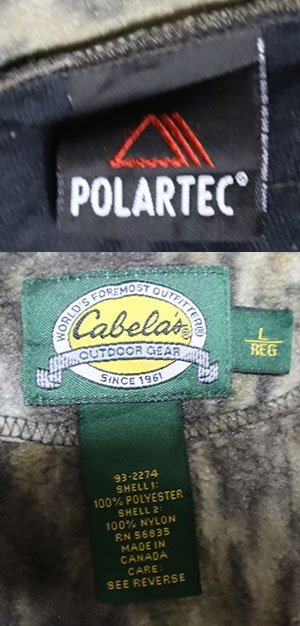 POLARTEC®
WORLD'S FOREMOST OUTFITTER®
Cabela's®
OUTDOOR GEAR
SINCE 1961
L
REG
93-2274
SHELL 1:
100% POLYESTER
SHELL 2:
100% NYLON
RN 56835
MADE IN
CANADA
CARE:
SEE REVERSE